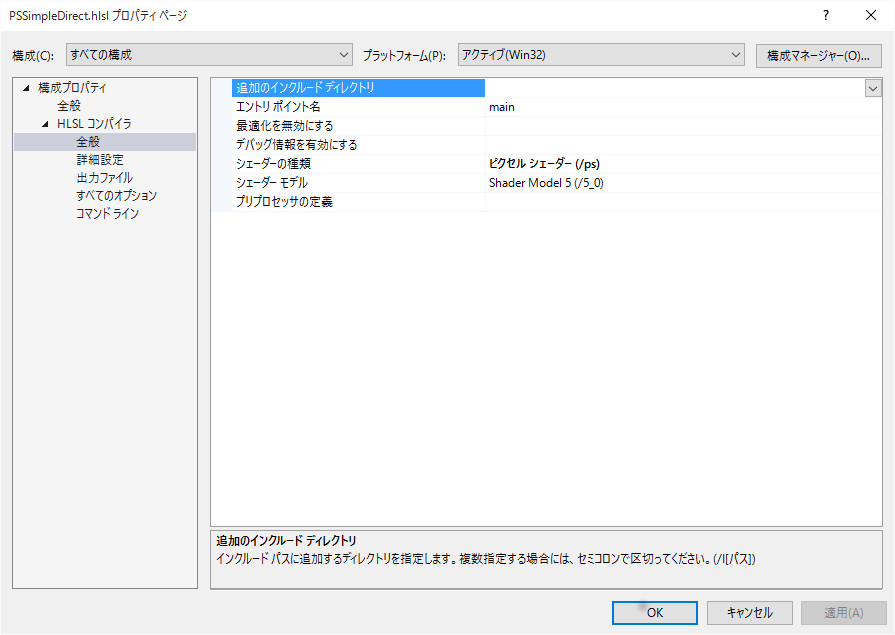 PSSimpleDirect.hlsl プロパティ ページ
?
構成(C): すべての構成 プラットフォーム(P): アクティブ(Win32) 構成マネージャー(O)...
構成プロパティ
全般
HLSL コンパイラ
全般
詳細設定
出力ファイル
すべてのオプション
コマンド ライン
追加のインクルード ディレクトリ
エントリ ポイント名 main
最適化を無効にする
デバッグ情報を有効にする
シェーダーの種類 ピクセル シェーダー (/ps)
シェーダー モデル Shader Model 5 (/5_0)
プリプロセッサの定義
追加のインクルード ディレクトリ
インクルード パスに追加するディレクトリを指定します。複数指定する場合には、セミコロンで区切ってください。(/I[パス])
OK キャンセル 適用(A)